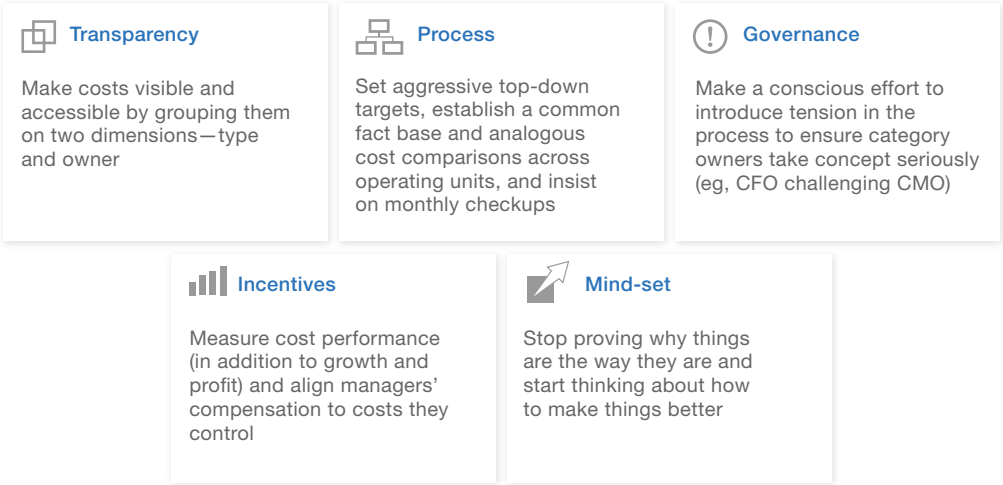 Transparency
Make costs visible and
accessible by grouping them
on two dimensions—type
and owner
Process
Set aggressive top-down
targets, establish a common
fact base and analogous
cost comparisons across
operating units, and insist
on monthly checkups
Governance
Make a conscious effort to
introduce tension in the
process to ensure category
owners take concept seriously
(eg, CFO challenging CMO)
Incentives
Measure cost performance
(in addition to growth and
profit) and align managers’
compensation to costs they
control
Mind-set
Stop proving why things
are the way they are and
start thinking about how
to make things better